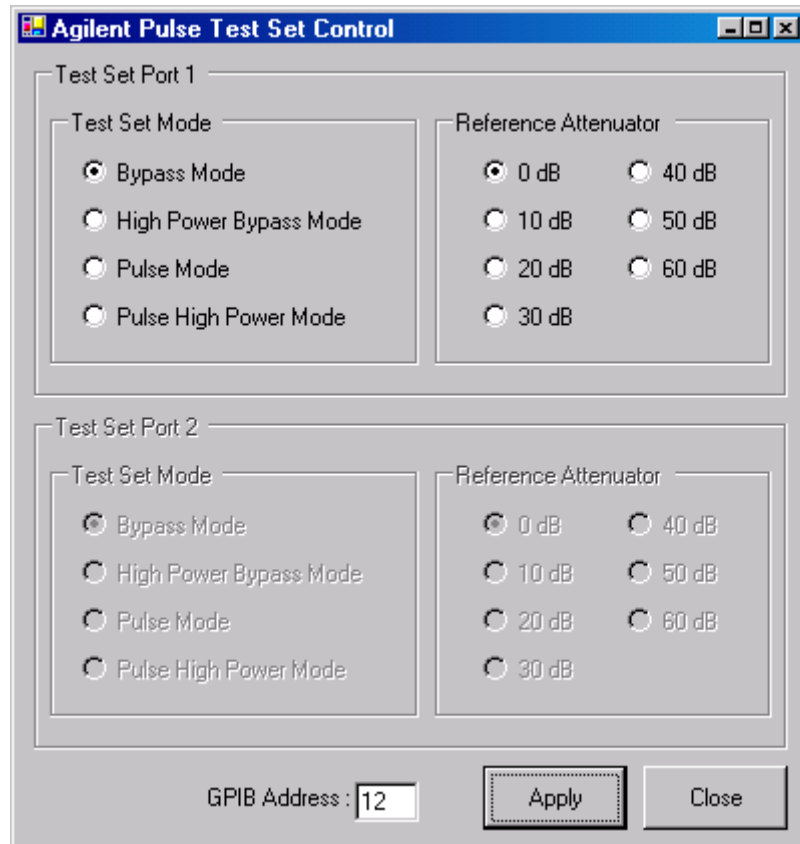 Agilent Pulse Test Set Control
Test Set Port 1
Test Set Mode
Bypass Mode
High Power Bypass Mode
Pulse Mode
Pulse High Power Mode
Reference Attenuator
0 dB
40 dB
10 dB
50 dB
20 dB
60 dB
30 dB
Test Set Port 2
Test Set Mode
Bypass Mode
High Power Bypass Mode
Pulse Mode
Pulse High Power Mode
Reference Attenuator
0 dB
40 dB
10 dB
50 dB
20 dB
60 dB
30 dB
GPIB Address : 12
Apply
Close